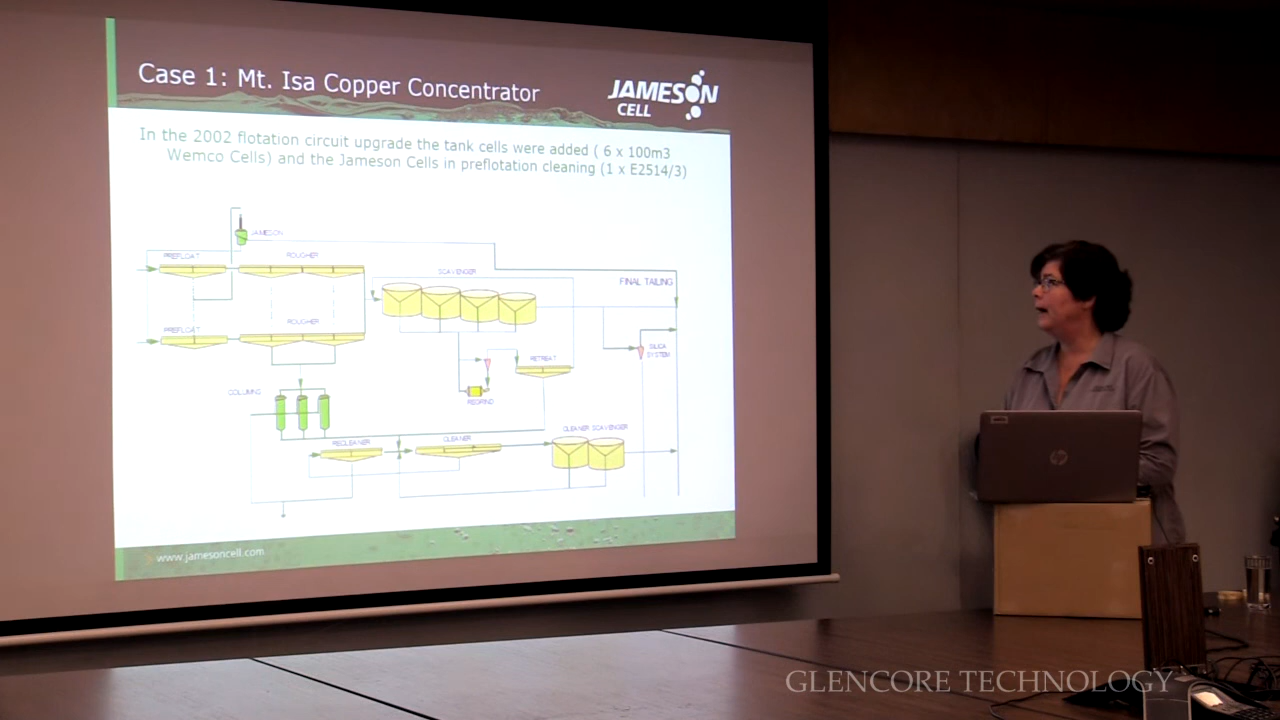 Case 1: Mt. Isa Copper Concentrator
JAMESON
CELL
In the 2002 flotation circuit upgrade the tank cells were added ( 6 x 100m3
Wemco Cells) and the Jameson Cells in preflotation cleaning (1 x E2514/3)
JAMESON
PREFLOAT
ROUGHER
SCAVENGER
FINAL TAILING
PREFLOAT
ROUGHER
SILICA
SYSTEM
RETREAT
COLUMNS
REGRIND
RECLEANER
CLEANER
CLEANER SCAVENGER
www.jamesoncell.com
hp
GLENCORE TECHNOLOGY